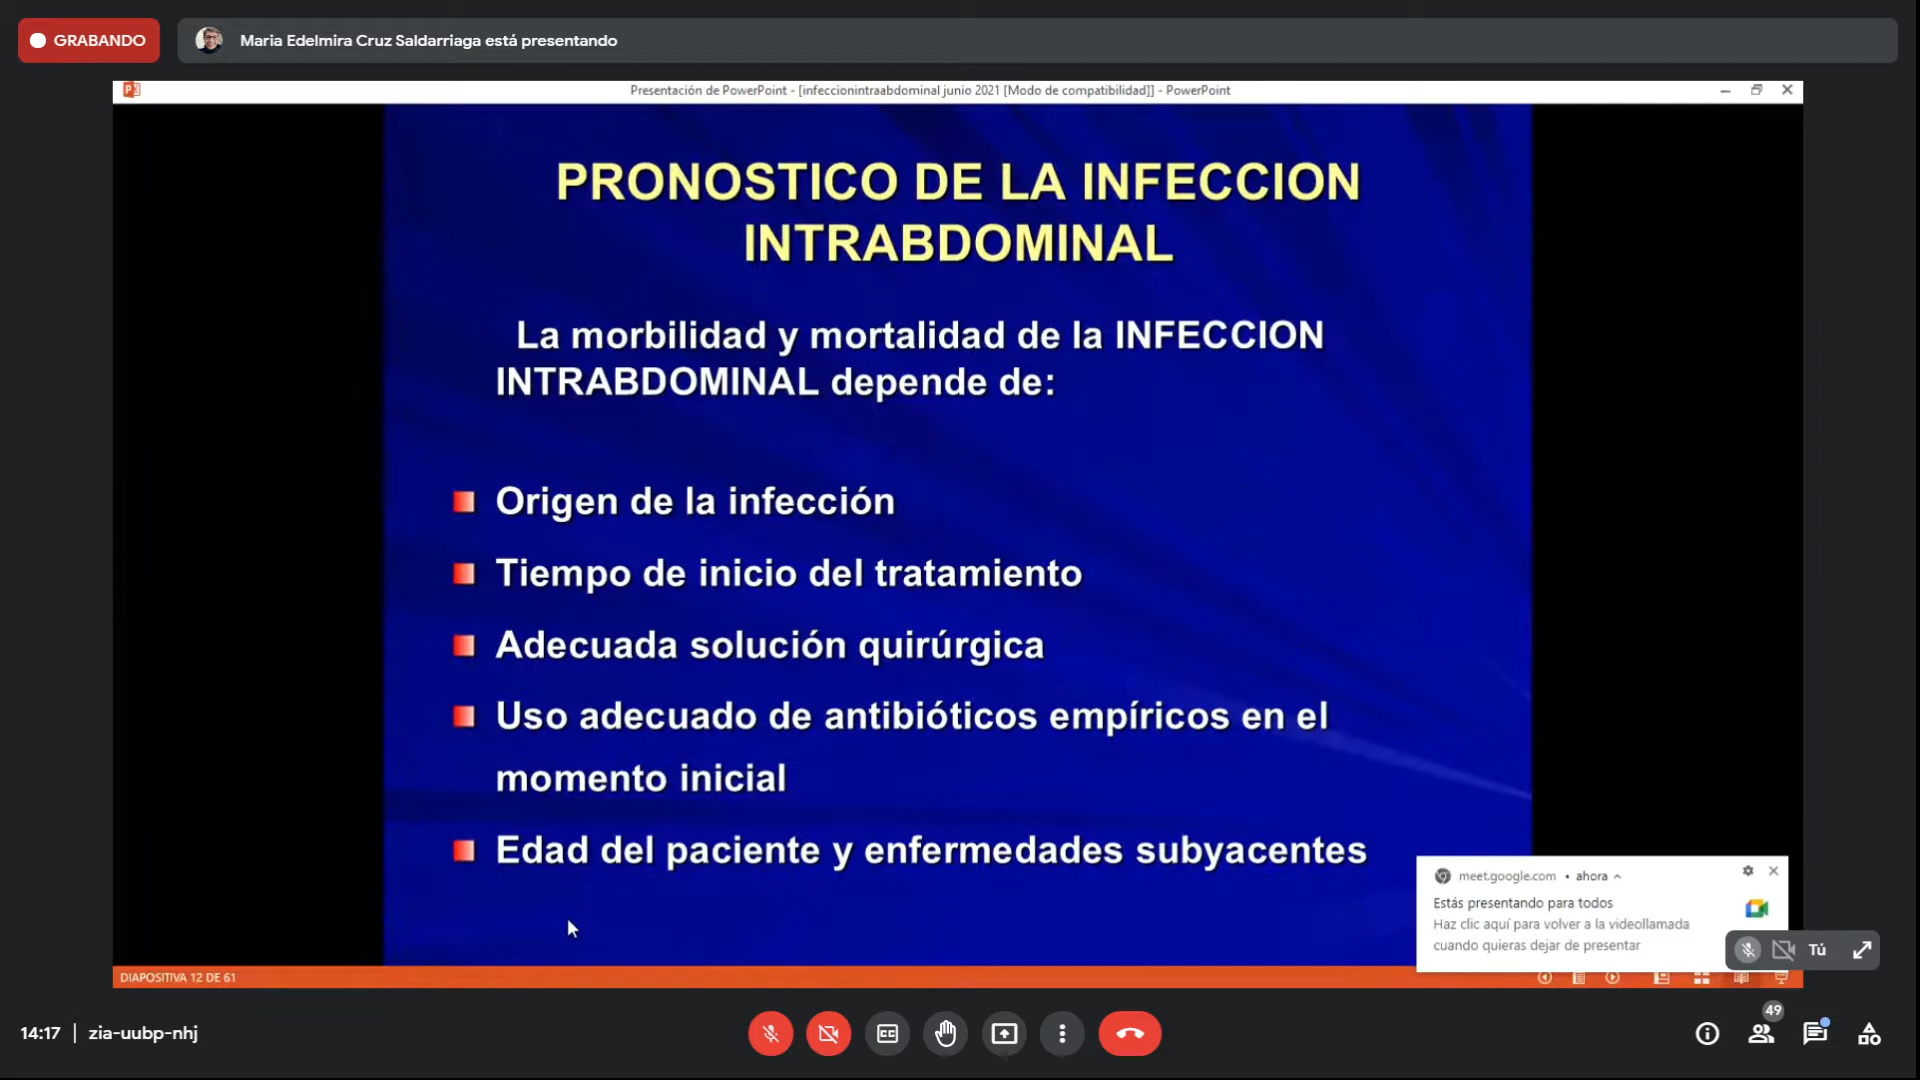 GRABANDO
Maria Edelmira Cruz Saldarriaga está presentando
Presentación de PowerPoint - [infeccionintraabdominal junio 2021 [Modo de compatibilidad]] - PowerPoint
PRONOSTICO DE LA INFECCION
INTRABDOMINAL
La morbilidad y mortalidad de la INFECCION
INTRABDOMINAL depende de:
Origen de la infección
Tiempo de inicio del tratamiento
Adecuada solución quirúrgica
Uso adecuado de antibióticos empíricos en el
momento inicial
Edad del paciente y enfermedades subyacentes
meet.google.com • ahora
Estás presentando para todos
Haz clic aquí para volver a la videollamada
cuando quieras dejar de presentar
Tú
DIAPOSITIVA 12 DE 61
14:17 | zia-uubp-nhj
CC
49